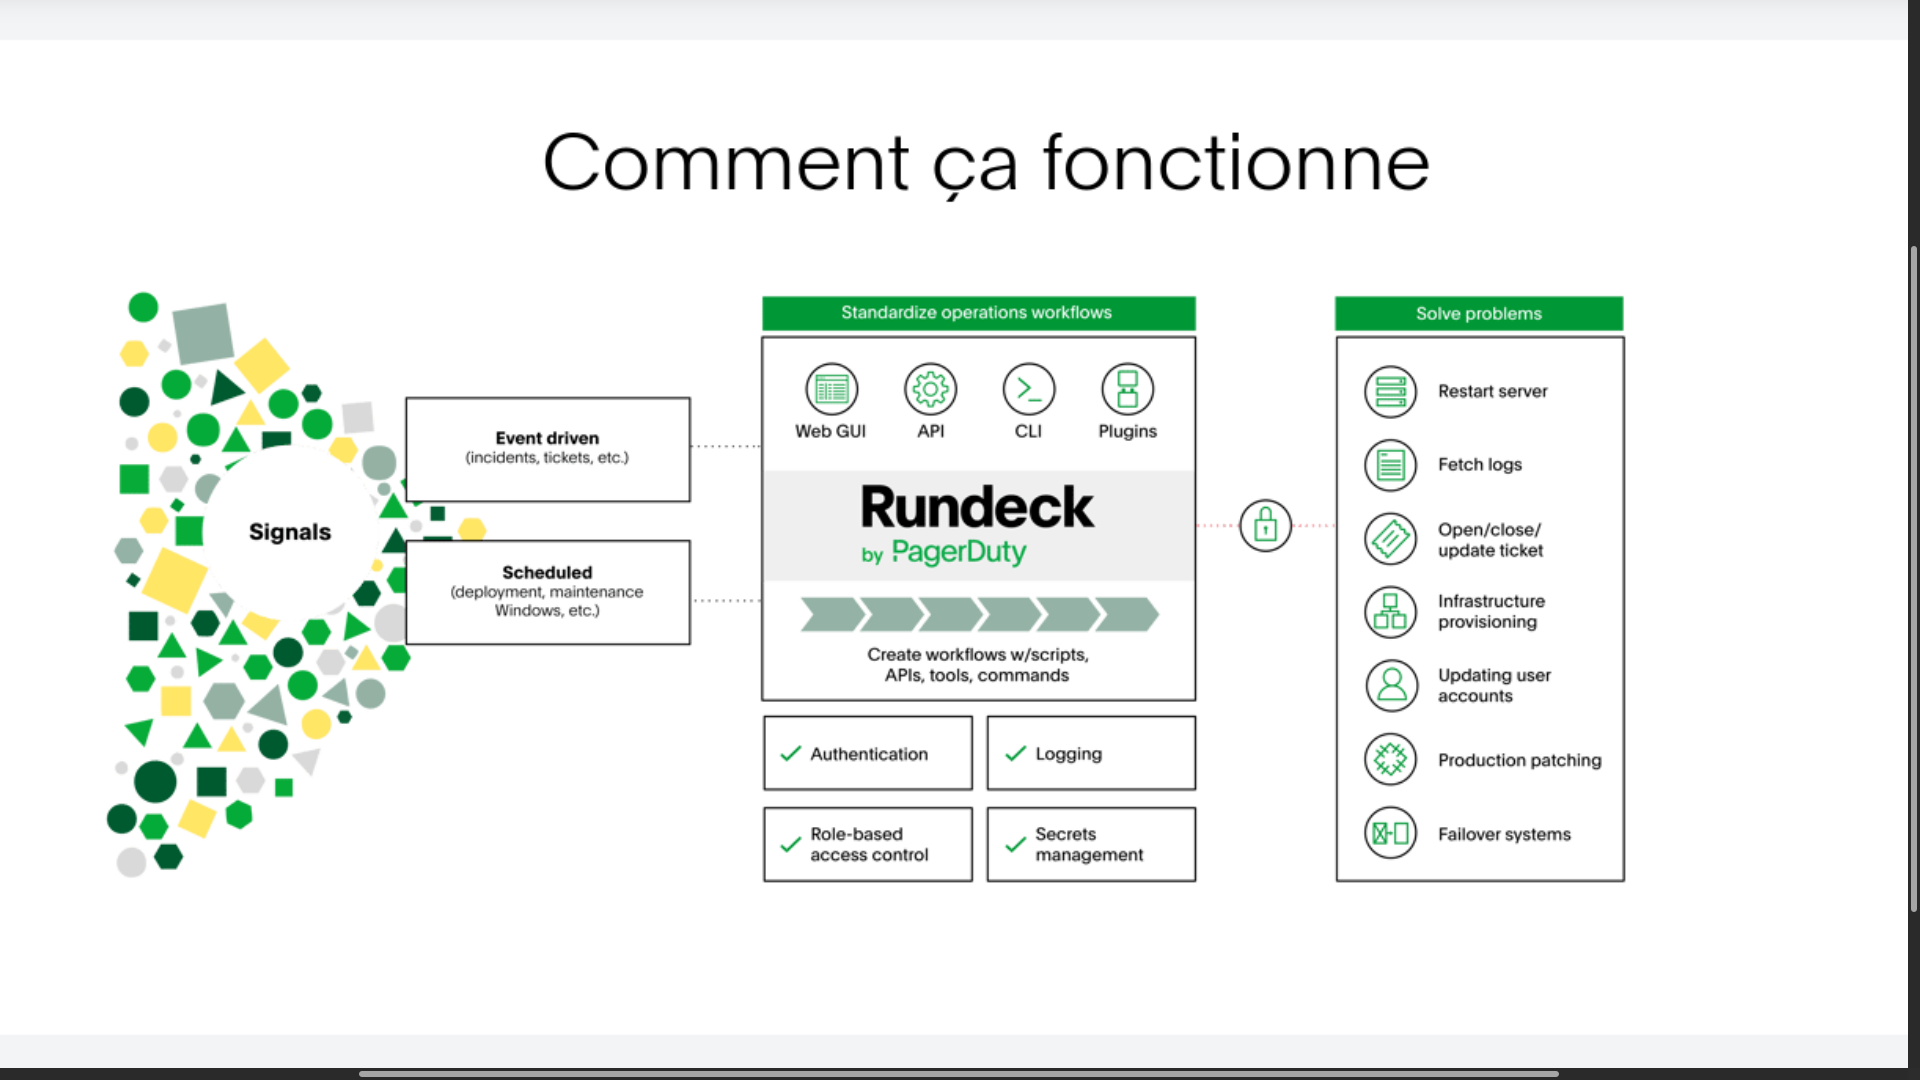 Comment ça fonctionne
Signals
Event driven
(incidents, tickets, etc.)
Scheduled
(deployment, maintenance
Windows, etc.)
Standardize operations workflows
Web GUI
API
CLI
Plugins
Rundeck
by PagerDuty
Create workflows w/scripts,
APIs, tools, commands
Authentication
Logging
Role-based
access control
Secrets
management
Solve problems
Restart server
Fetch logs
Open/close/
update ticket
Infrastructure
provisioning
Updating user
accounts
Production patching
Failover systems